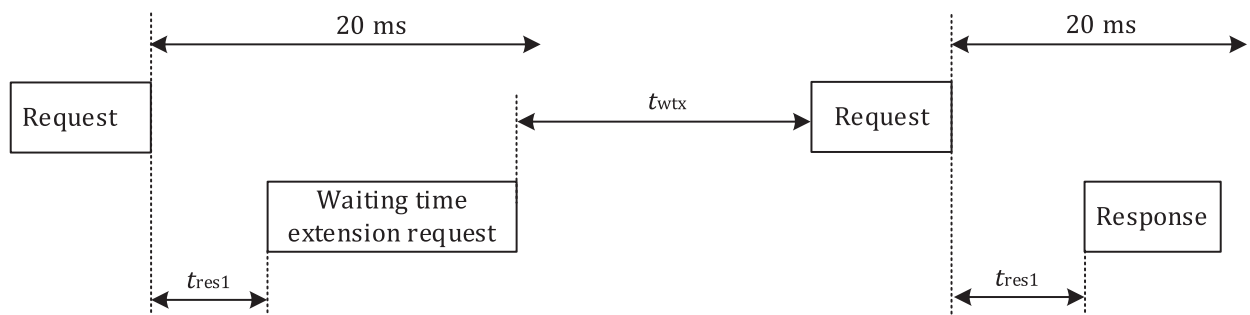 20 ms
20 ms
Request
twtx
Request
Waiting time
extension request
Response
tres1
tres1